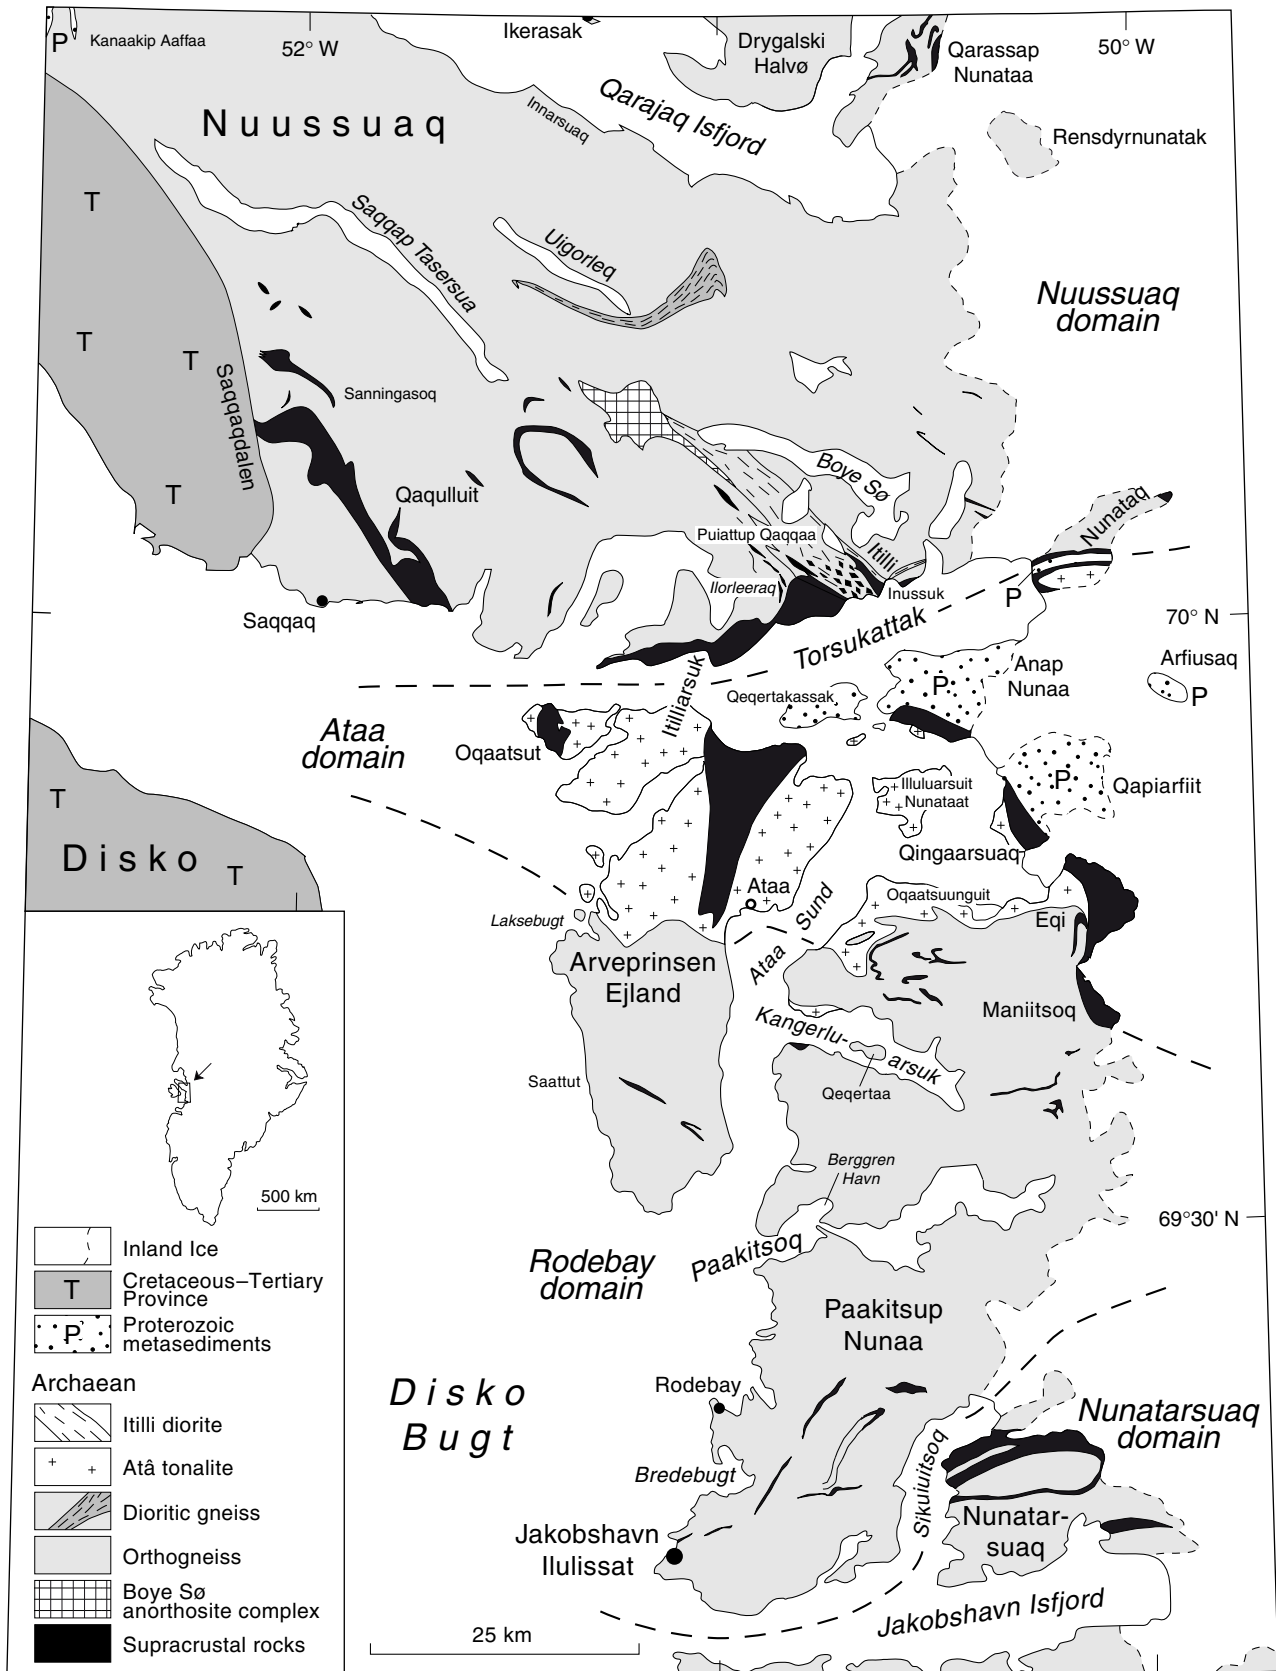 P
Kanaakip Aaffaa
52° W
Ikerasak
Drygalski
Halvø
Qarassap
Nunataa
50° W
Nuussuaq
Innarsuaq
Qarajaq Isfjord
Rensdyrnunatak
T
Saqqap Tasersua
Uigorleq
Nuussuaq
domain
T
T
Saqqaqdalen
Sanningasoq
T
Qaqulluit
Boye Sø
Puiattup Qaqqaa
Itilli
Nunataq
Ilorleeraq
Inussuk
P
Saqqaq
70° N
Torsukattak
Itilliarsuk
Qeqertakassak
P
Anap
Nunaa
Arfiusaq
P
Ataa
domain
Oqaatsut
T
Illuluarsuit
Nunataat
P
Qapiarfiit
Disko
T
Qingaarsuaq
Ataa
Ataa Sund
Oqaatsuunguit
Eqi
Laksebugt
Arveprinsen
Ejland
Maniitsoq
Kangerlu-
arsuk
Saattut
Qeqertaa
Berggren
Havn
69°30' N
Paakitsoq
Rodebay
domain
Paakitsup
Nunaa
Disko
Bugt
Rodebay
Nunatarsuaq
domain
Bredebugt
Sikuiuitsoq
Nunatar-
suaq
Jakobshavn
Ilulissat
Jakobshavn Isfjord
25 km
500 km
Inland Ice
T
Cretaceous–Tertiary
Province
P
Proterozoic
metasediments
Archaean
Itilli diorite
Atâ tonalite
Dioritic gneiss
Orthogneiss
Boye Sø
anorthosite complex
Supracrustal rocks